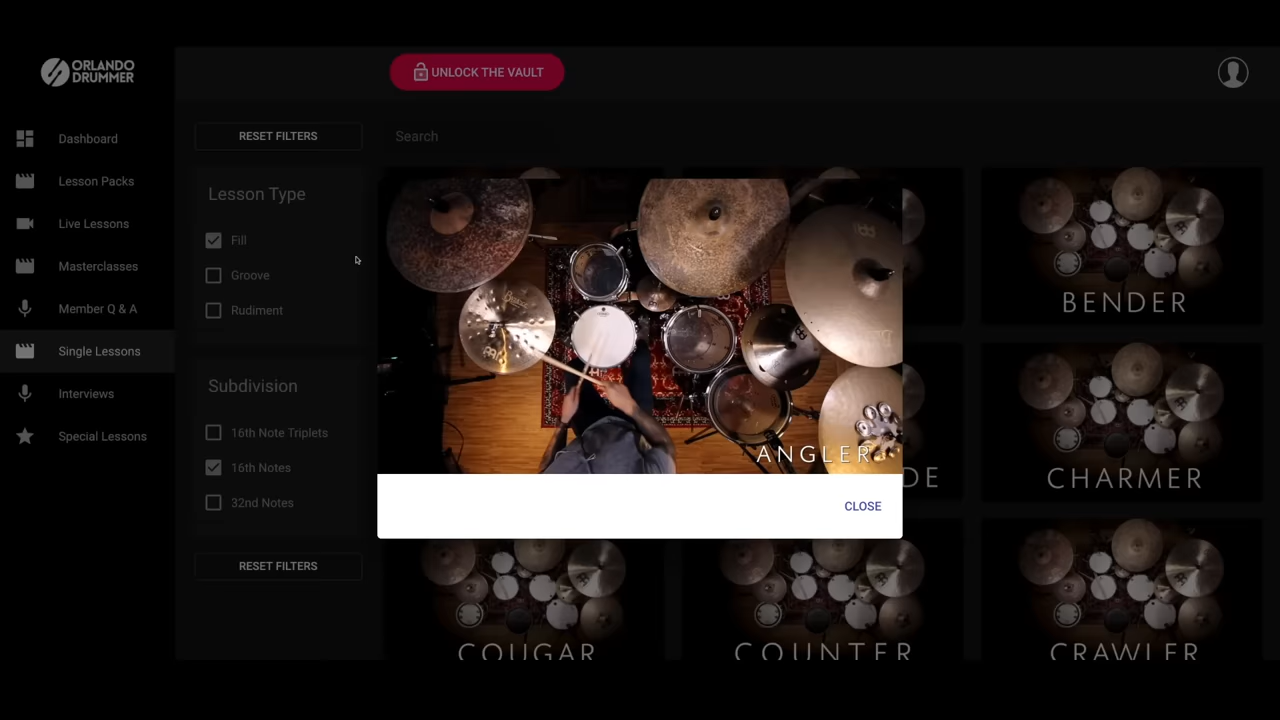 ORLANDO
DRUMMER
UNLOCK THE VAULT
Dashboard
Lesson Packs
Live Lessons
Masterclasses
Member Q & A
Single Lessons
Interviews
Special Lessons
RESET FILTERS
Lesson Type
Fill
Groove
Rudiment
Subdivision
16th Note Triplets
16th Notes
32nd Notes
RESET FILTERS
Search
ANGLER
CLOSE
BENDER
DE
CHARMER
COUGAR
COUNTER
CRAWLER